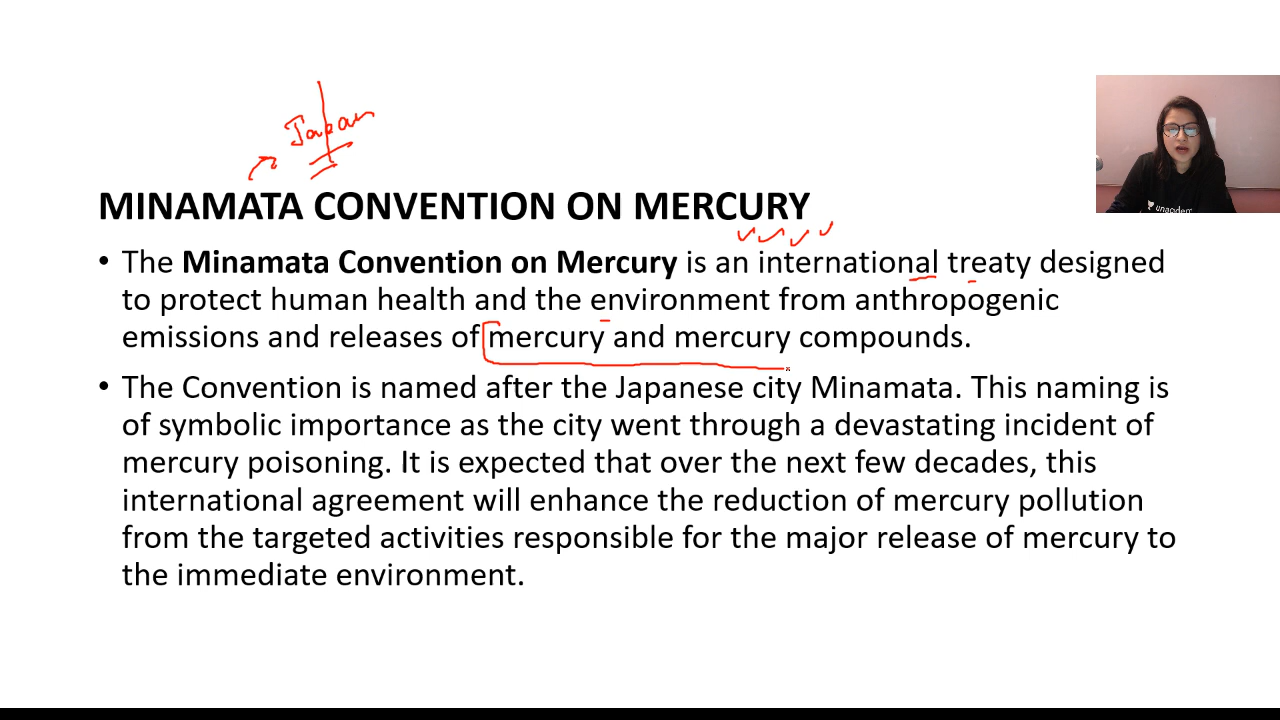 Japan
MINAMATA CONVENTION ON MERCURY
• The Minamata Convention on Mercury is an international treaty designed
to protect human health and the environment from anthropogenic
emissions and releases of mercury and mercury compounds.
• The Convention is named after the Japanese city Minamata. This naming is
of symbolic importance as the city went through a devastating incident of
mercury poisoning. It is expected that over the next few decades, this
international agreement will enhance the reduction of mercury pollution
from the targeted activities responsible for the major release of mercury to
the immediate environment.
unacadem